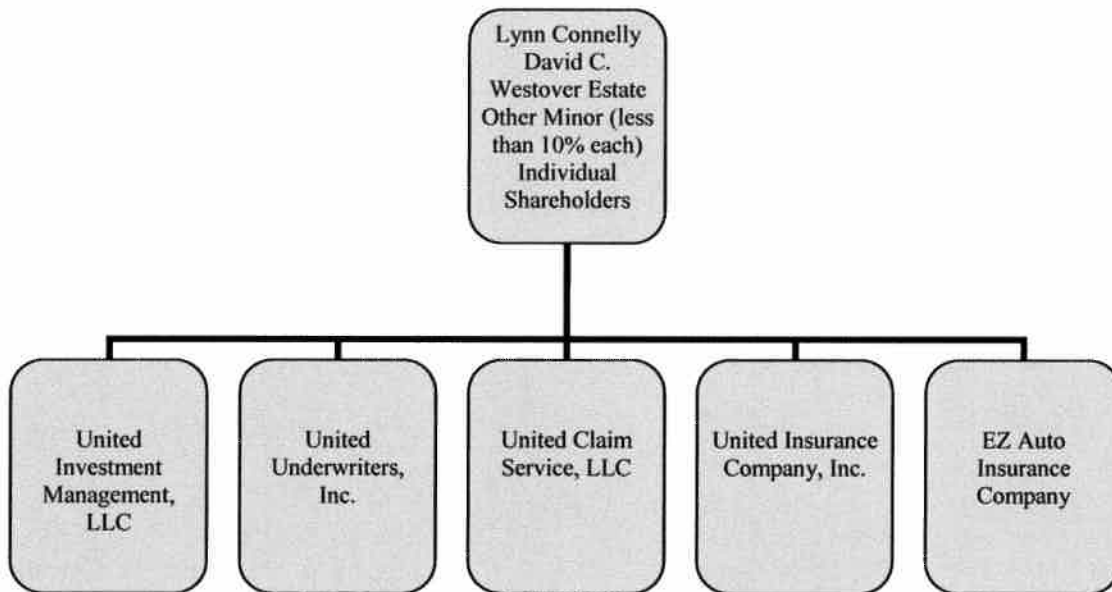 Lynn Connelly
David C.
Westover Estate
Other Minor (less
than 10% each)
Individual
Shareholders
United
Investment
Management,
LLC
United
Underwriters,
Inc.
United Claim
Service, LLC
United Insurance
Company, Inc.
EZ Auto
Insurance
Company